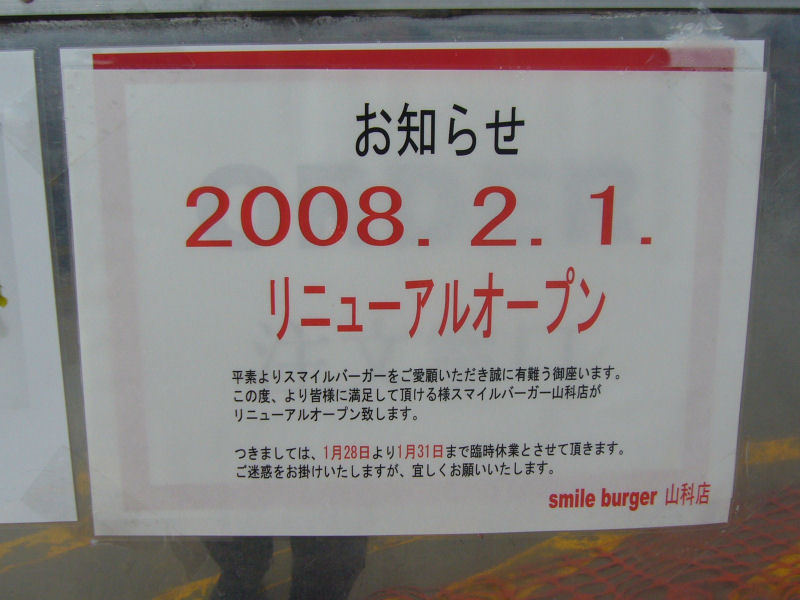 お知らせ
2008. 2. 1.
リニューアルオープン
平素よりスマイルバーガーをご愛顧いただき誠に有難う御座います。
この度、より皆様に満足して頂ける様スマイルバーガー山科店が
リニューアルオープン致します。
つきましては、1月28日より1月31日まで臨時休業とさせて頂きます。
ご迷惑をお掛けいたしますが、宜しくお願いいたします。
smile burger 山科店